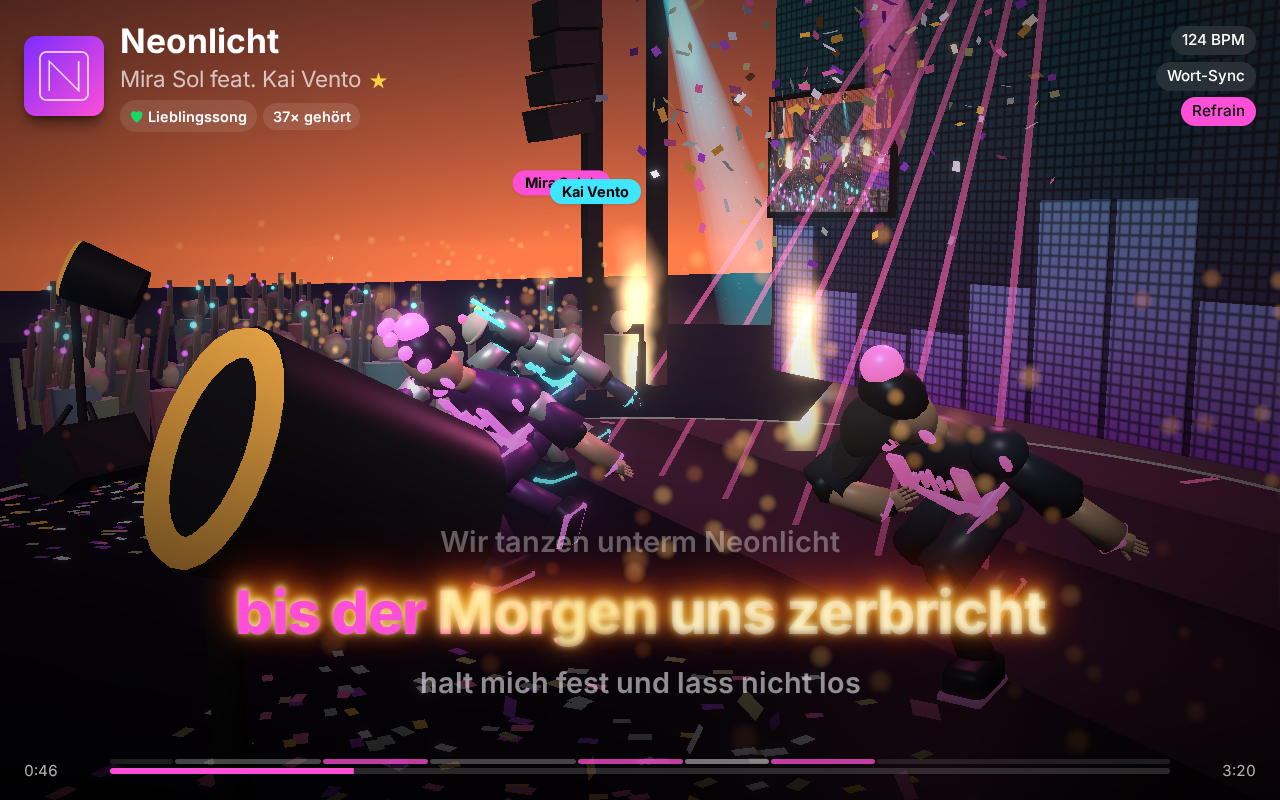 Neonlicht
Mira Sol feat. Kai Vento ★
Lieblingssong
37× gehört
124 BPM
Wort-Sync
Refrain
Kai Vento
Wir tanzen unterm Neonlicht
bis der Morgen uns zerbricht
halt mich fest und lass nicht los
0:46
3:20